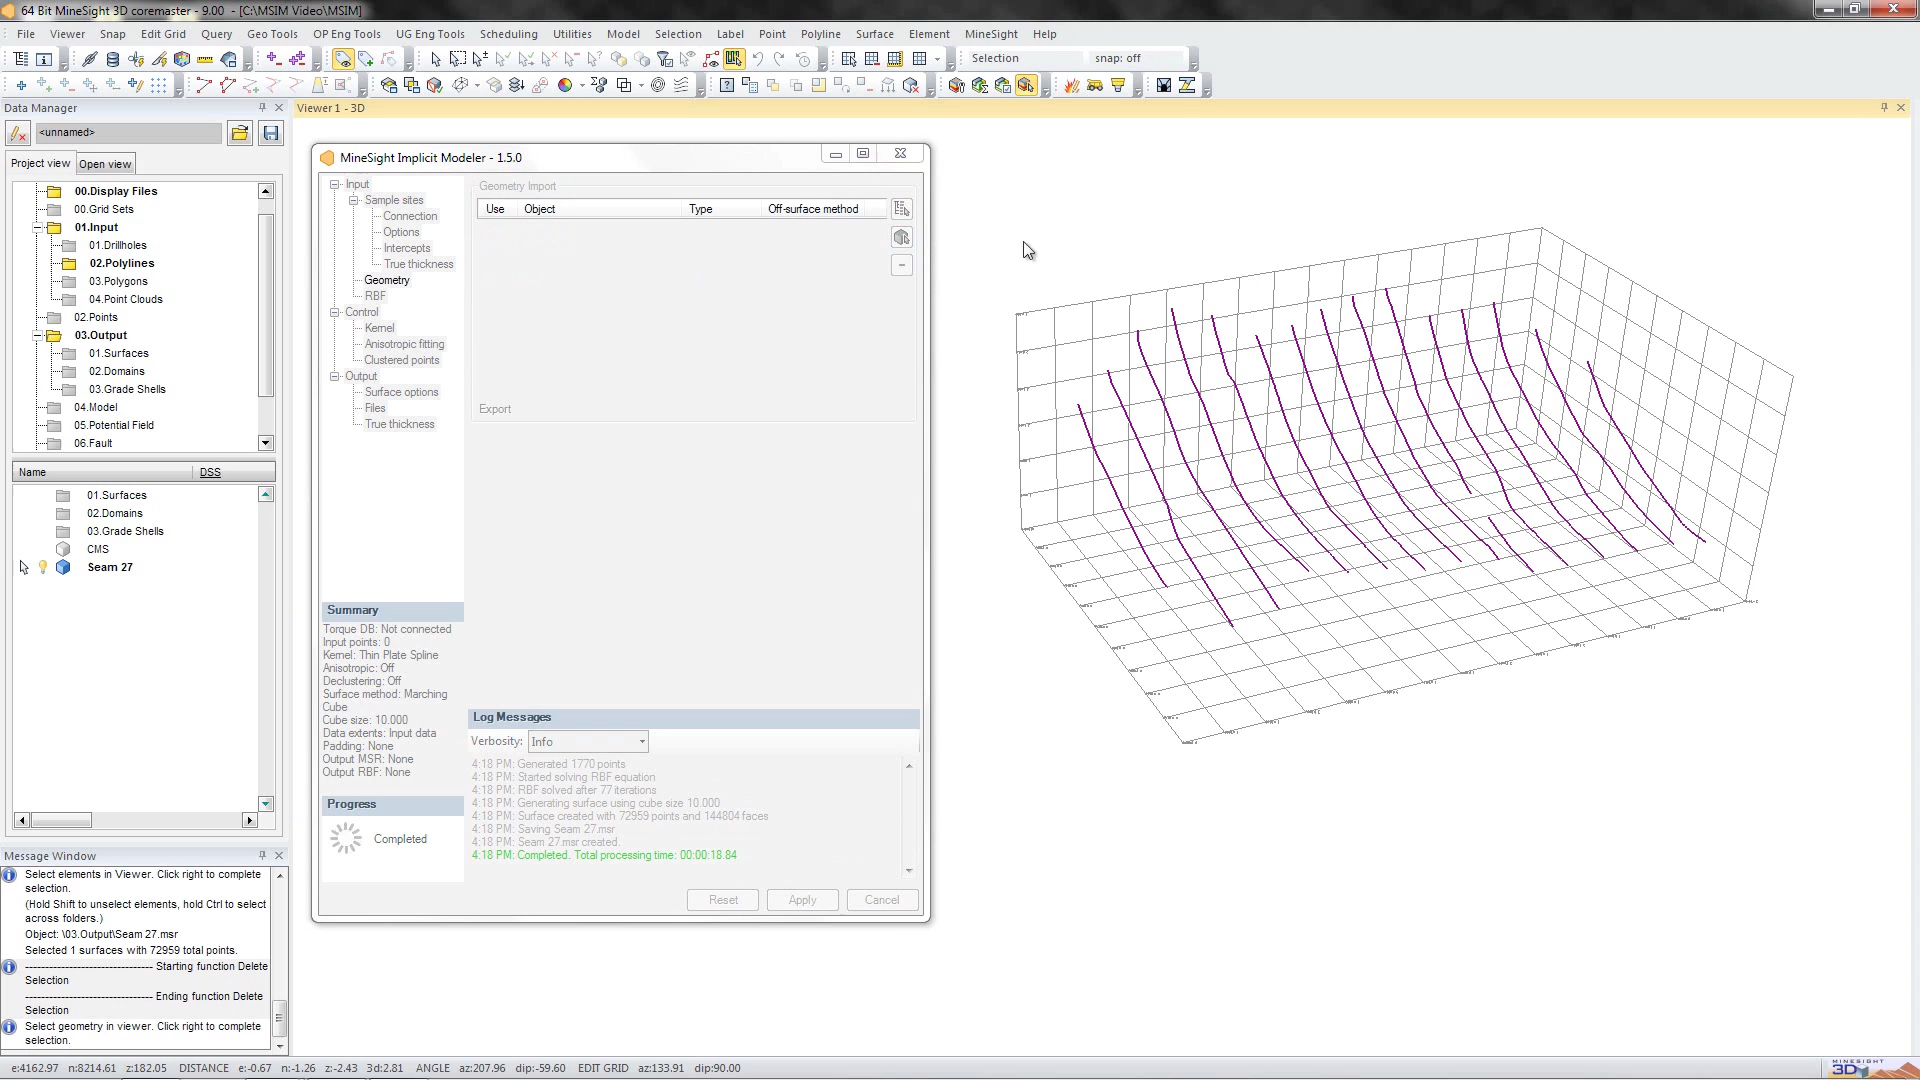 64 Bit MineSight 3D coremaster - 9.00 - [C:\MSIM Video\MSIM]
File Viewer Snap Edit Grid Query Geo Tools OP Eng Tools UG Eng Tools Scheduling Utilities Model Selection Label Point Polyline Surface Element MineSight Help
Selection snap: off
Data Manager
Viewer 1 - 3D
<unnamed>
Project view Open view
00.Display Files
00.Grid Sets
01.Input
01.Drillholes
02.Polylines
03.Polygons
04.Point Clouds
02.Points
03.Output
01.Surfaces
02.Domains
03.Grade Shells
04.Model
05.Potential Field
06.Fault
Name DSS
01.Surfaces
02.Domains
03.Grade Shells
CMS
Seam 27
Message Window
Select elements in Viewer. Click right to complete
selection.
(Hold Shift to unselect elements, hold Ctrl to select
across folders.)
Object: \03.Output\Seam 27.msr
Selected 1 surfaces with 72959 total points.
-------------------------------- Starting function Delete
Selection
-------------------------------- Ending function Delete
Selection
Select geometry in viewer. Click right to complete
selection.
MineSight Implicit Modeler - 1.5.0
Input
Sample sites
Connection
Options
Intercepts
True thickness
Geometry
RBF
Control
Kernel
Anisotropic fitting
Clustered points
Output
Surface options
Files
True thickness
Geometry Import
Use Object Type Off-surface method
Export
Summary
Torque DB: Not connected
Input points: 0
Kernel: Thin Plate Spline
Anisotropic: Off
Declustering: Off
Surface method: Marching
Cube
Cube size: 10.000
Data extents: Input data
Padding: None
Output MSR: None
Output RBF: None
Progress
Completed
Log Messages
Verbosity: Info
4:18 PM: Generated 1770 points
4:18 PM: Started solving RBF equation
4:18 PM: RBF solved after 77 iterations
4:18 PM: Generating surface using cube size 10.000
4:18 PM: Surface created with 72959 points and 144804 faces
4:18 PM: Saving Seam 27.msr
4:18 PM: Seam 27.msr created.
4:18 PM: Completed. Total processing time: 00:00:18.84
Reset Apply Cancel
e:4162.97 n:8214.61 z:182.05 DISTANCE e:-0.67 n:-1.26 z:-2.43 3d:2.81 ANGLE az:207.96 dip:-59.60 EDIT GRID az:133.91 dip:90.00
MINESIGHT
3D